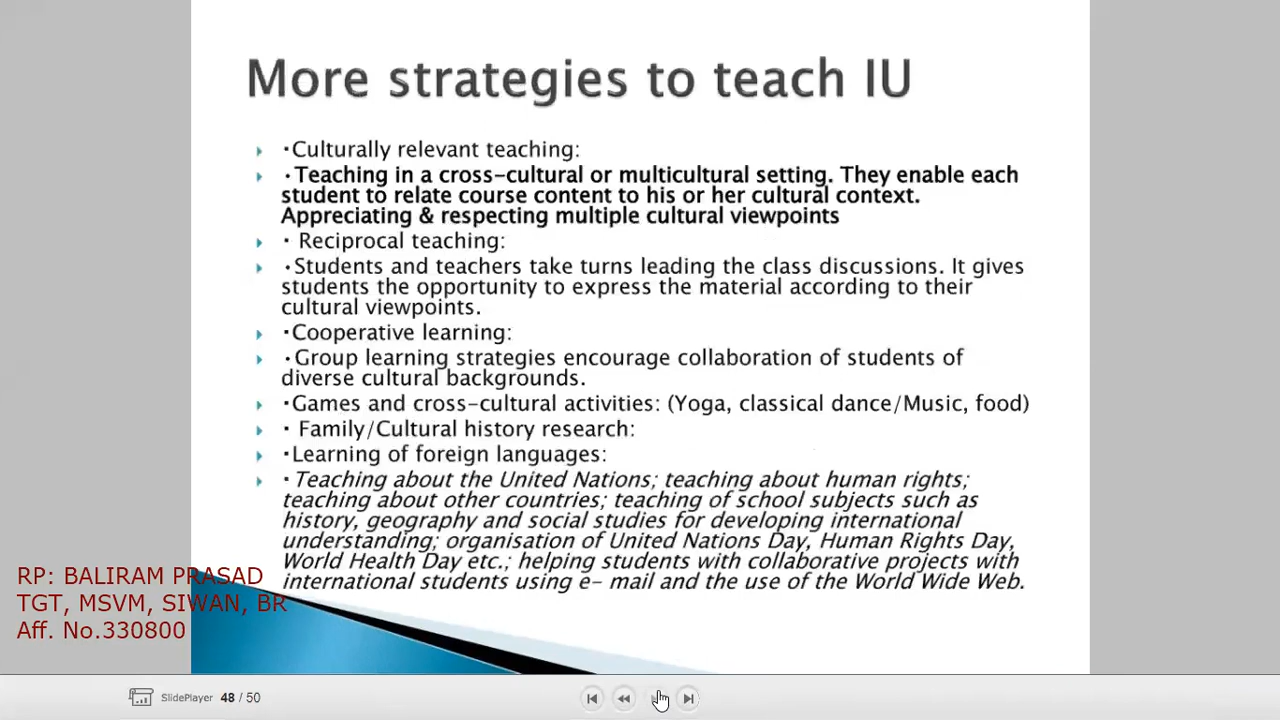 More strategies to teach IU
▪Culturally relevant teaching:
•Teaching in a cross-cultural or multicultural setting. They enable each
student to relate course content to his or her cultural context.
Appreciating & respecting multiple cultural viewpoints
▪ Reciprocal teaching:
•Students and teachers take turns leading the class discussions. It gives
students the opportunity to express the material according to their
cultural viewpoints.
▪Cooperative learning:
•Group learning strategies encourage collaboration of students of
diverse cultural backgrounds.
▪Games and cross-cultural activities: (Yoga, classical dance/Music, food)
▪ Family/Cultural history research:
▪Learning of foreign languages:
▪Teaching about the United Nations; teaching about human rights;
teaching about other countries; teaching of school subjects such as
history, geography and social studies for developing international
understanding; organisation of United Nations Day, Human Rights Day,
World Health Day etc.; helping students with collaborative projects with
international students using e- mail and the use of the World Wide Web.
RP: BALIRAM PRASAD
TGT, MSVM, SIWAN, BR
Aff. No.330800
SlidePlayer 48 / 50